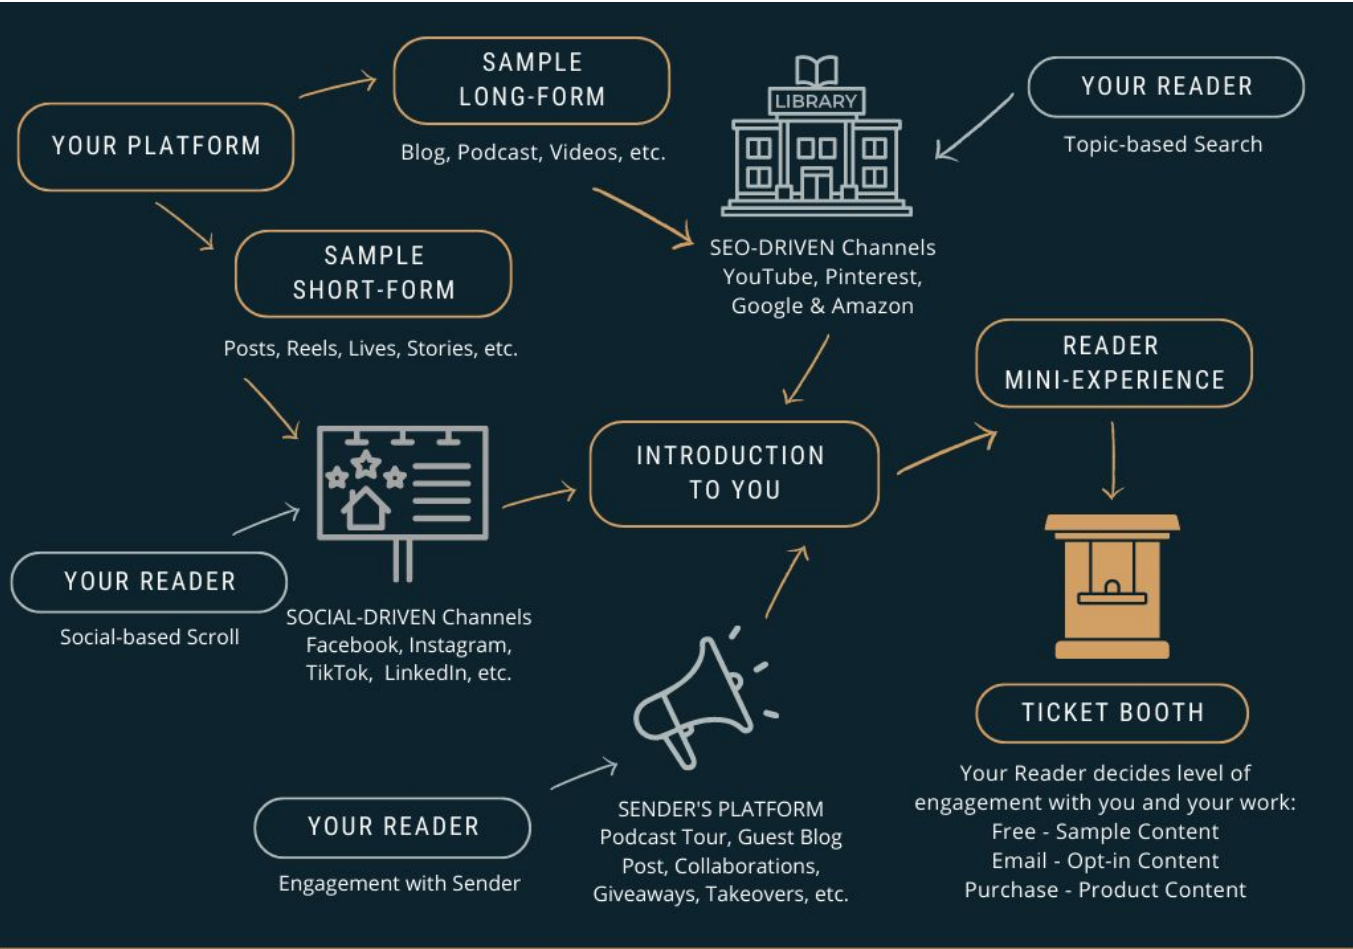 YOUR PLATFORM
SAMPLE
LONG-FORM
Blog, Podcast, Videos, etc.
SAMPLE
SHORT-FORM
Posts, Reels, Lives, Stories, etc.
LIBRARY
SEO-DRIVEN Channels
YouTube, Pinterest,
Google & Amazon
YOUR READER
Topic-based Search
YOUR READER
Social-based Scroll
SOCIAL-DRIVEN Channels
Facebook, Instagram,
TikTok, LinkedIn, etc.
INTRODUCTION
TO YOU
READER
MINI-EXPERIENCE
YOUR READER
Engagement with Sender
SENDER'S PLATFORM
Podcast Tour, Guest Blog
Post, Collaborations,
Giveaways, Takeovers, etc.
TICKET BOOTH
Your Reader decides level of
engagement with you and your work:
Free - Sample Content
Email - Opt-in Content
Purchase - Product Content